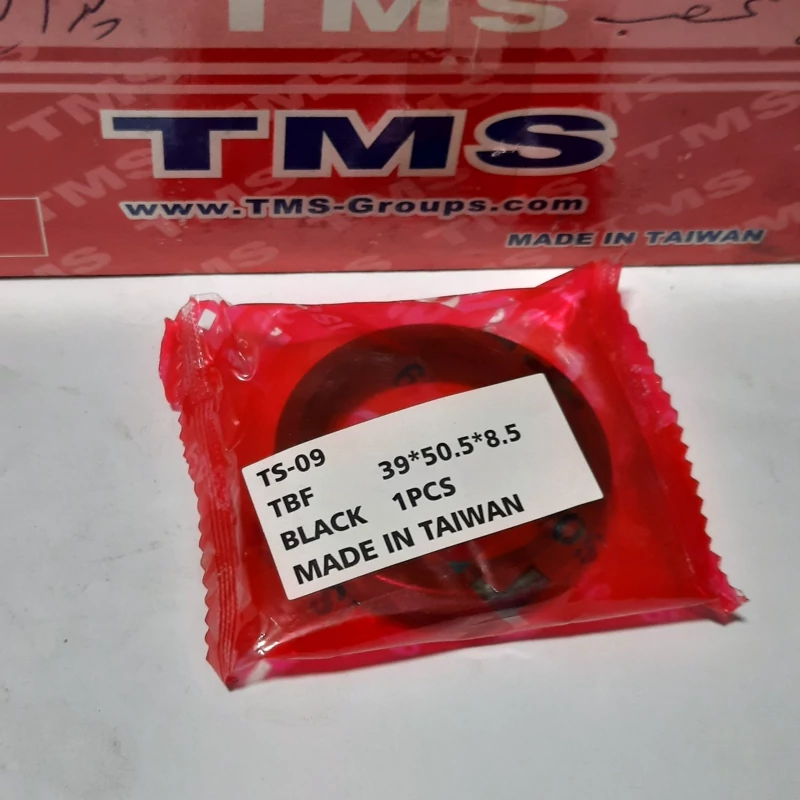 TMS
TMS
www.TMS-Groups.com
MADE IN TAIWAN
TS-09
TBF 39*50.5*8.5
BLACK 1PCS
MADE IN TAIWAN